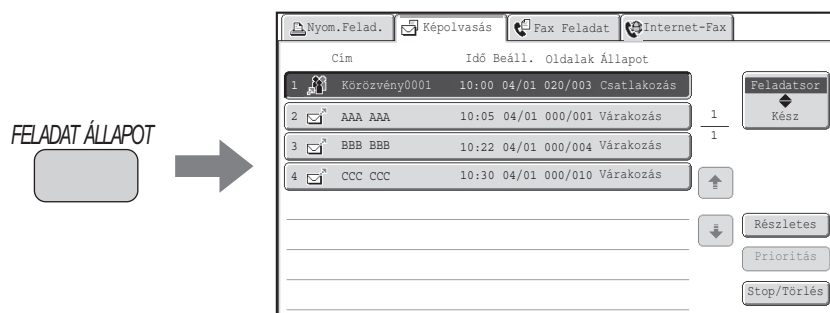 Nyom.Felad. Képolvasás Fax Feladat Internet-Fax
Cím Idő Beáll. Oldalak Állapot
1 Körözvény0001 10:00 04/01 020/003 Csatlakozás
2 AAA AAA 10:05 04/01 000/001 Várakozás
3 BBB BBB 10:22 04/01 000/004 Várakozás
4 CCC CCC 10:30 04/01 000/010 Várakozás
1
1
Feladatsor
Kész
Részletes
Prioritás
Stop/Törlés
FELADAT ÁLLAPOT